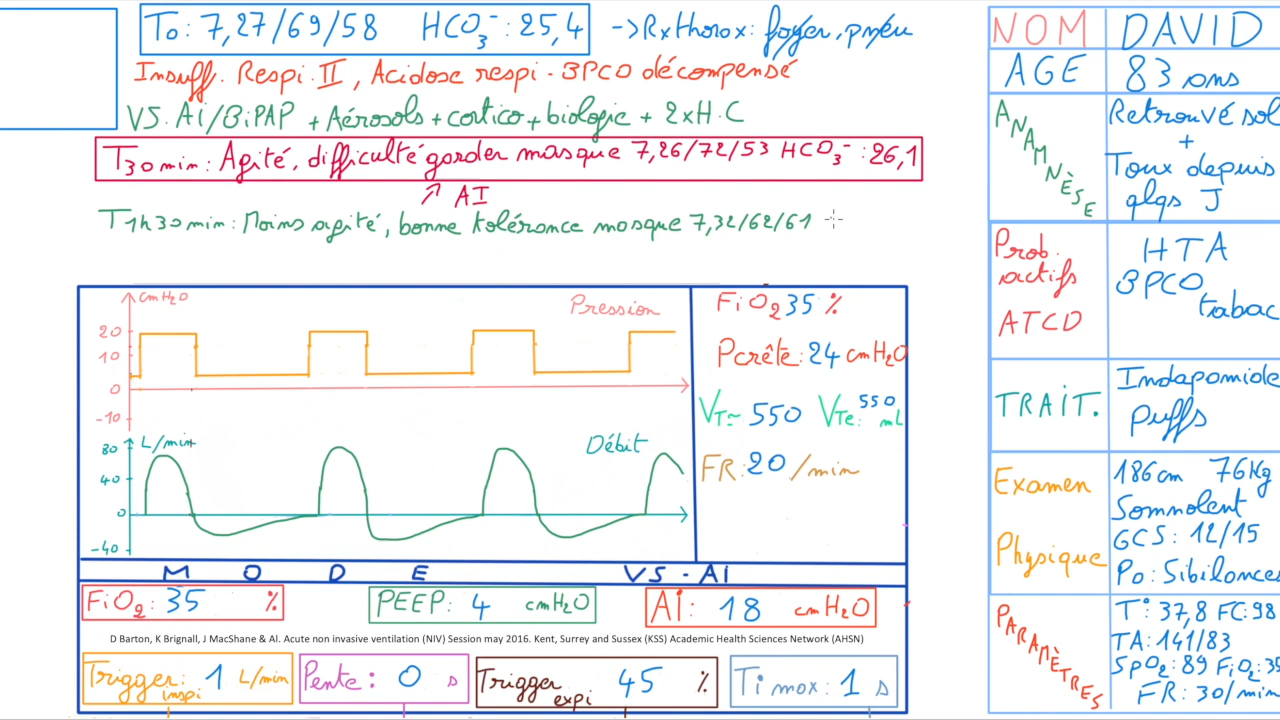 To: 7,27/69/58 HCO3-: 25,4 → Rx thorax: foyer, pneu
Insuff. Respi. II, Acidose respi - BPCO décompensé
VS.Ai/BiPAP + Aérosols + cortico + biologie + 2xH.C
T30min: Agité, difficulté garder masque 7,26/72/53 HCO3-: 26,1
↗ AI
T1h30min: Moins agité, bonne tolérance masque 7,32/62/61
cmH2O
Pression
20
10
0
-10
L/min
Débit
80
40
0
-40
FiO2 35 %
Pcrête: 24 cmH2O
VTi~ 550 VTe: 550 mL
FR: 20 /min
MODE VS-AI
FiO2: 35 %
PEEP: 4 cmH2O
Ai: 18 cmH2O
D Barton, K Brignall, J MacShane & Al. Acute non invasive ventilation (NIV) Session may 2016. Kent, Surrey and Sussex (KSS) Academic Health Sciences Network (AHSN)
Trigger inspi: 1 L/min
Pente: 0 s
Trigger expi 45 %
Ti max: 1 s
NOM DAVID
AGE 83 ans
ANAMNÈSE
Retrouvé sol
+
Toux depuis
qlqs J
Prob.
actifs
ATCD
HTA
BPCO
tabac
TRAIT.
Indapamide
Puffs
Examen
Physique
186cm 76Kg
Somnolent
GCS: 12/15
Po: Sibilances
PARAMÈTRES
T°: 37,8 FC: 98
TA: 141/83
SpO2: 89 FiO2: 35
FR: 30/min